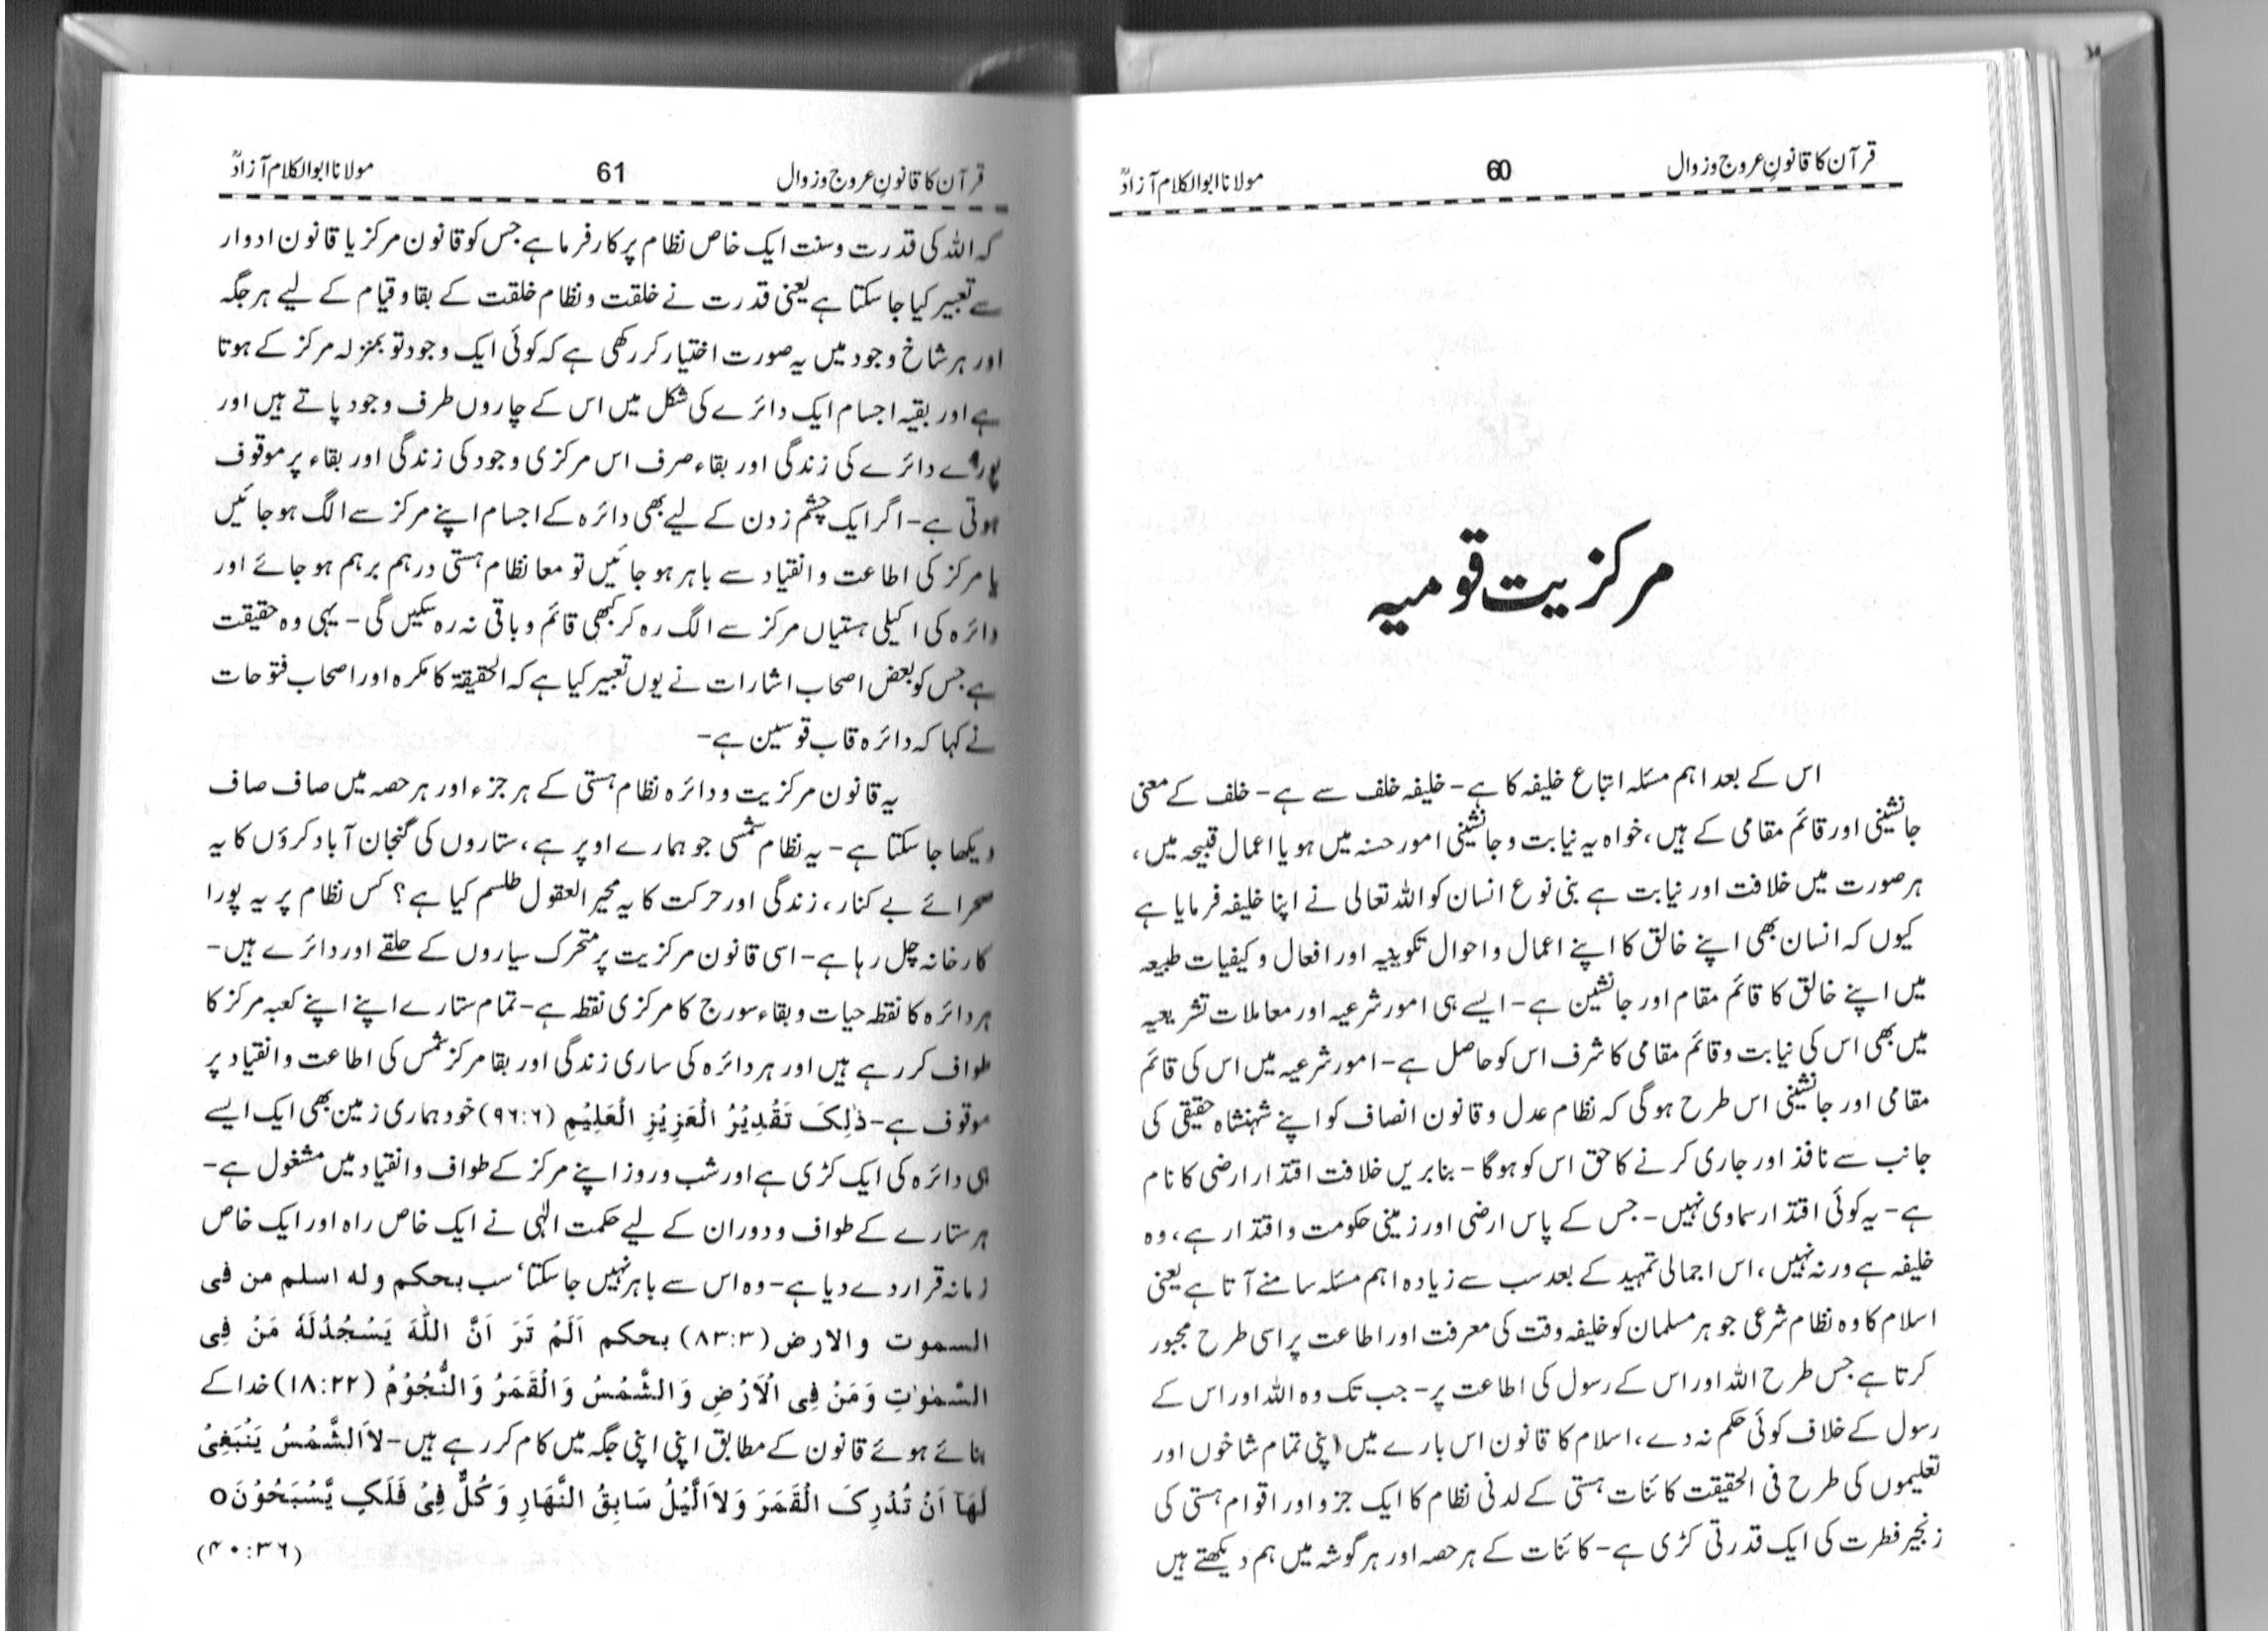 قرآن کا قانونِ عروج و زوال 60 مولانا ابوالکلام آزادؒ
مرکزیت قومیہ
اس کے بعد اہم مسئلہ اتباع خلیفہ کا ہے - خلیفہ خلف سے ہے - خلف کے معنی
جانشینی اور قائم مقامی کے ہیں، خواہ یہ نیابت و جانشینی امور حسنہ میں ہو یا اعمال قبیحہ میں،
ہر صورت میں خلافت اور نیابت ہے بنی نوع انسان کو اللہ تعالی نے اپنا خلیفہ فرمایا ہے
کیوں کہ انسان بھی اپنے خالق کا اپنے اعمال و احوال تکوینیہ اور افعال و کیفیات طبیعہ
میں اپنے خالق کا قائم مقام اور جانشین ہے - ایسے ہی امور شرعیہ اور معاملات تشریعیہ
میں بھی اس کی نیابت و قائم مقامی کا شرف اس کو حاصل ہے - امور شرعیہ میں اس کی قائم
مقامی اور جانشینی اس طرح ہو گی کہ نظام عدل و قانون انصاف کو اپنے شہنشاہ حقیقی کی
جانب سے نافذ اور جاری کرنے کا حق اس کو ہوگا - بنابریں خلافت اقتدار ارضی کا نام
ہے - یہ کوئی اقتدار سماوی نہیں - جس کے پاس ارضی اور زمینی حکومت و اقتدار ہے، وہ
خلیفہ ہے ورنہ نہیں، اس اجمالی تمہید کے بعد سب سے زیادہ اہم مسئلہ سامنے آتا ہے یعنی
اسلام کا وہ نظام شرعی جو ہر مسلمان کو خلیفہ وقت کی معرفت اور اطاعت پر اسی طرح مجبور
کرتا ہے جس طرح اللہ اور اس کے رسول کی اطاعت پر - جب تک وہ اللہ اور اس کے
رسول کے خلاف کوئی حکم نہ دے، اسلام کا قانون اس بارے میں اپنی تمام شاخوں اور
تعلیموں کی طرح فی الحقیقت کائنات ہستی کے لدنی نظام کا ایک جزو اور اقوام ہستی کی
زنجیر فطرت کی ایک قدرتی کڑی ہے - کائنات کے ہر حصہ اور ہر گوشہ میں ہم دیکھتے ہیں
قرآن کا قانونِ عروج و زوال 61 مولانا ابوالکلام آزادؒ
کہ اللہ کی قدرت و سنت ایک خاص نظام پر کار فرما ہے جس کو قانون مرکز یا قانون ادوار
سے تعبیر کیا جا سکتا ہے یعنی قدرت نے خلقت و نظام خلقت کے بقاو قیام کے لیے ہر جگہ
اور ہر شاخ وجود میں یہ صورت اختیار کر رکھی ہے کہ کوئی ایک وجود تو بمنزلہ مرکز کے ہوتا
ہے اور بقیہ اجسام ایک دائرے کی شکل میں اس کے چاروں طرف وجود پاتے ہیں اور
پورے دائرے کی زندگی اور بقاء صرف اس مرکزی وجود کی زندگی اور بقاء پر موقوف
ہوتی ہے - اگر ایک چشم زدن کے لیے بھی دائرہ کے اجسام اپنے مرکز سے الگ ہو جائیں
یا مرکز کی اطاعت و انقیاد سے باہر ہو جائیں تو معا نظام ہستی درہم برہم ہو جائے اور
دائرہ کی اکیلی ہستیاں مرکز سے الگ رہ کر کبھی قائم و باقی نہ رہ سکیں گی - یہی وہ حقیقت
ہے جس کو بعض اصحاب اشارات نے یوں تعبیر کیا ہے کہ الحقیقۃ کا مکرہ اور اصحاب فتوحات
نے کہا کہ دائرہ قاب قوسین ہے -
یہ قانون مرکزیت و دائرہ نظام ہستی کے ہر جزء اور ہر حصہ میں صاف صاف
دیکھا جا سکتا ہے - یہ نظام شمسی جو ہمارے اوپر ہے، ستاروں کی گنجان آباد کروؤں کا یہ
صحرائے بے کنار، زندگی اور حرکت کا یہ محیر العقول طلسم کیا ہے؟ کس نظام پر یہ پورا
کارخانہ چل رہا ہے - اسی قانون مرکزیت پر متحرک سیاروں کے حلقے اور دائرے ہیں -
ہر دائرہ کا نقطہ حیات و بقاء سورج کا مرکزی نقطہ ہے - تمام ستارے اپنے اپنے کعبہ مرکز کا
طواف کر رہے ہیں اور ہر دائرہ کی ساری زندگی اور بقا مرکز شمس کی اطاعت و انقیاد پر
موقوف ہے - ذٰلِکَ تَقْدِیْرُ الْعَزِیْزِ الْعَلِیْمِ (۹۶:۶) خود ہماری زمین بھی ایک ایسے
ہی دائرہ کی ایک کڑی ہے اور شب و روز اپنے مرکز کے طواف و انقیاد میں مشغول ہے -
ہر ستارے کے طواف و دوران کے لیے حکمت الٰہی نے ایک خاص راہ اور ایک خاص
زمانہ قرار دے دیا ہے - وہ اس سے باہر نہیں جا سکتا‘ سب بحکم وله اسلم من فی
السموت والارض (۸۳:۳) بحکم اَلَمْ تَرَ اَنَّ اللّٰهَ یَسْجُدُلَهٗ مَنْ فِی
السَّمٰوٰتِ وَمَنْ فِی الْاَرْضِ وَالشَّمْسُ وَالْقَمَرُ وَالنُّجُوْمُ (۱۸:۲۲) خدا کے
بنائے ہوئے قانون کے مطابق اپنی اپنی جگہ میں کام کر رہے ہیں - لاَالشَّمْسُ یَنْبَغِیْ
لَهَآ اَنْ تُدْرِکَ الْقَمَرَ وَلاَالَّیْلُ سَابِقُ النَّهَارِ وَکُلٌّ فِیْ فَلَکٍ یَّسْبَحُوْنَ o
(۴۰:۳۶)